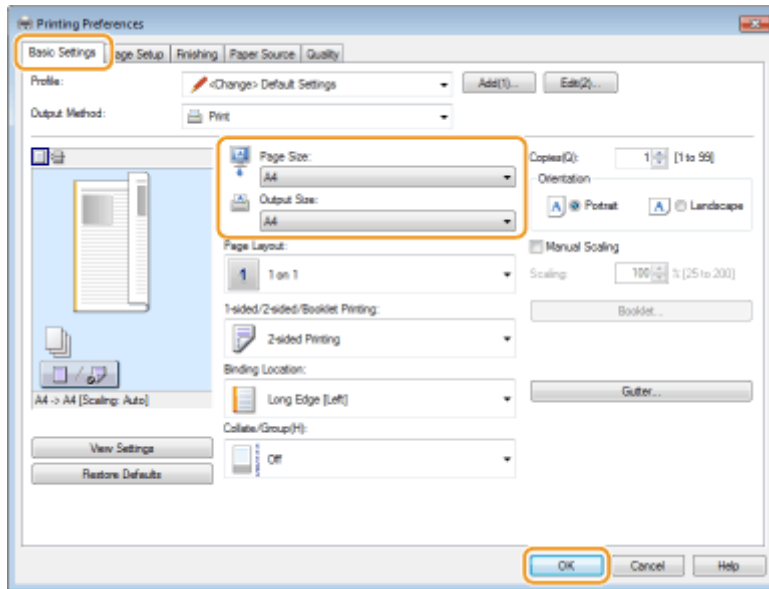 Printing Preferences
Basic Settings age Setup Finishing Paper Source Quality
Profile: <Change> Default Settings Add(1)... Edit(2)...
Output Method: Print
Page Size:
A4
Output Size:
A4
Copies(Q): 1 [1 to 99]
Orientation
A Portrait A Landscape
Page Layout:
1 1 on 1
Manual Scaling
Scaling: 100 % [25 to 200]
1-sided/2-sided/Booklet Printing:
2-sided Printing
Booklet...
Binding Location:
Long Edge [Left]
Gutter...
A4 -> A4 [Scaling: Auto]
Collate/Group(H):
Off
View Settings
Restore Defaults
OK Cancel Help